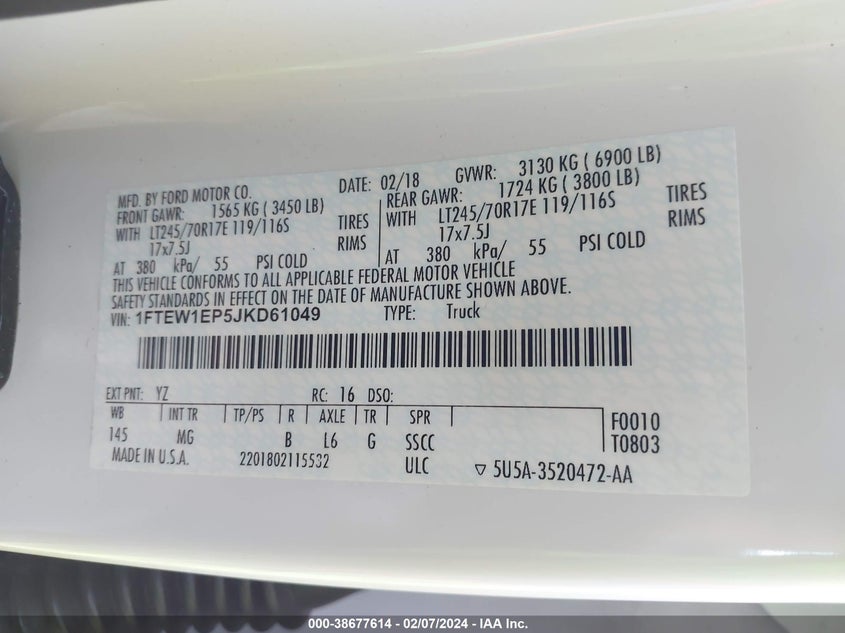 MFD. BY FORD MOTOR CO. DATE: 02/18 GVWR: 3130 KG ( 6900 LB)
FRONT GAWR: 1565 KG ( 3450 LB) REAR GAWR: 1724 KG ( 3800 LB)
WITH LT245/70R17E 119/116S TIRES WITH LT245/70R17E 119/116S TIRES
17x7.5J RIMS 17x7.5J RIMS
AT 380 kPa/ 55 PSI COLD AT 380 kPa/ 55 PSI COLD
THIS VEHICLE CONFORMS TO ALL APPLICABLE FEDERAL MOTOR VEHICLE
SAFETY STANDARDS IN EFFECT ON THE DATE OF MANUFACTURE SHOWN ABOVE.
VIN: 1FTEW1EP5JKD61049 TYPE: Truck
EXT PNT: YZ RC: 16 DSO:
WB INT TR TP/PS R AXLE TR SPR F0010
145 MG B L6 G SSCC T0803
MADE IN U.S.A. 2201802115532 ULC ▽ 5U5A-3520472-AA
000-38677614 - 02/07/2024 - IAA Inc.